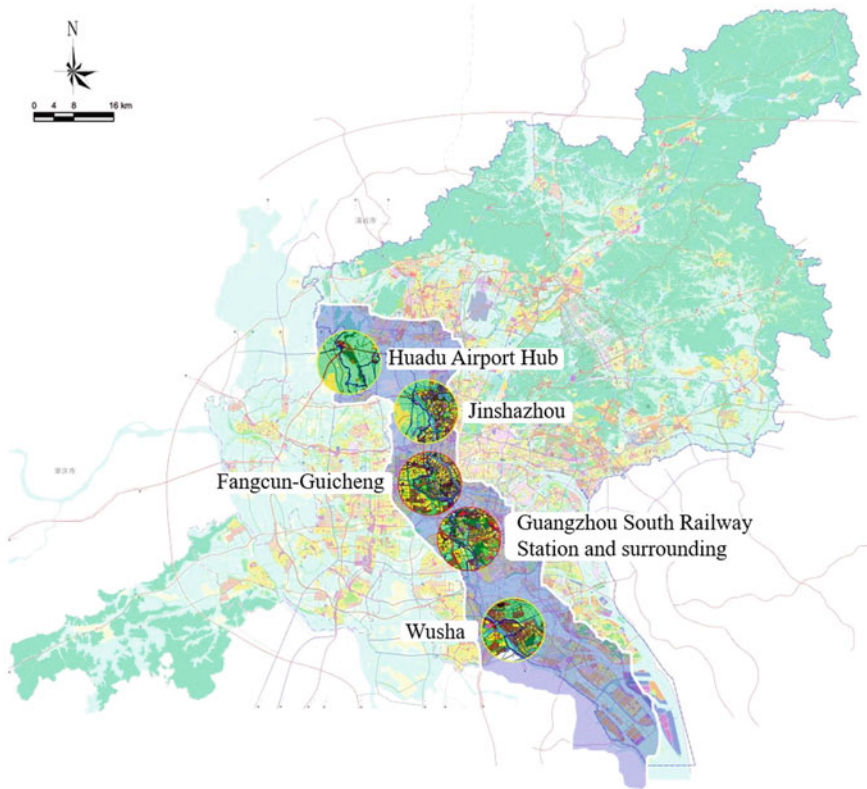 N
0 4 8 16 km
Huadu Airport Hub
Jinshazhou
Fangcun-Guicheng
Guangzhou South Railway
Station and surrounding
Wusha